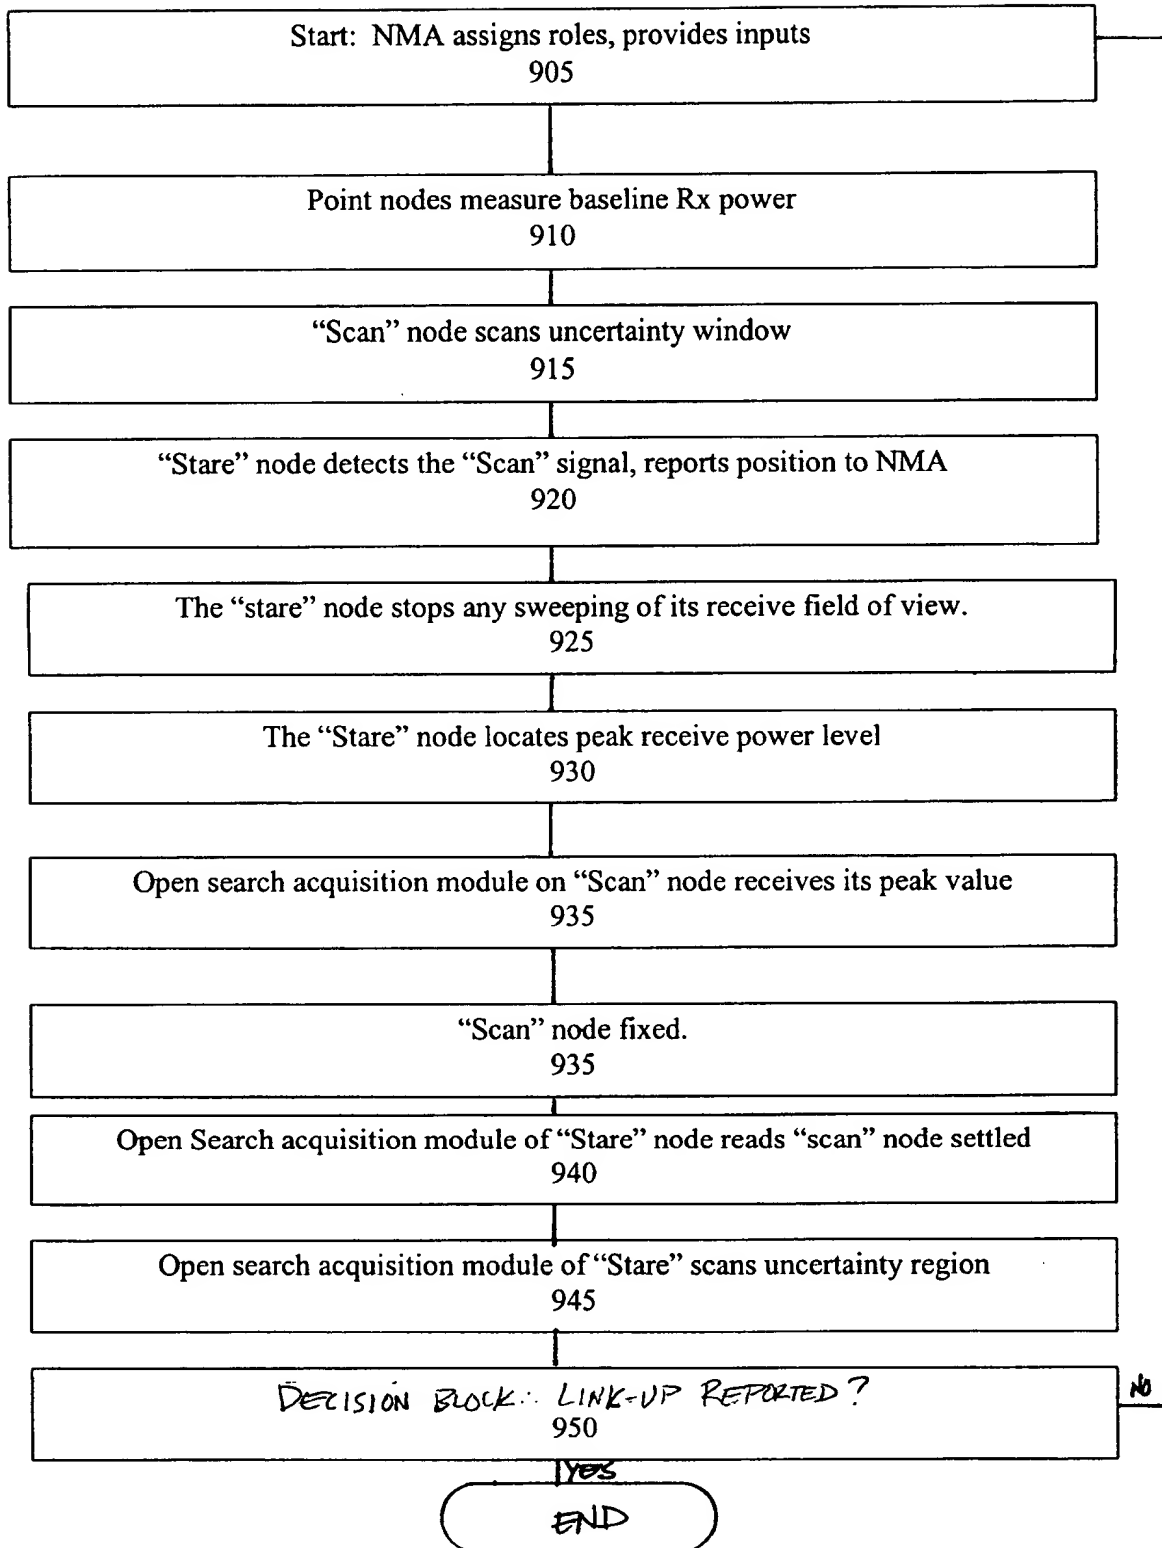 Start: NMA assigns roles, provides inputs
905
Point nodes measure baseline Rx power
910
“Scan” node scans uncertainty window
915
“Stare” node detects the “Scan” signal, reports position to NMA
920
The “stare” node stops any sweeping of its receive field of view.
925
The “Stare” node locates peak receive power level
930
Open search acquisition module on “Scan” node receives its peak value
935
“Scan” node fixed.
935
Open Search acquisition module of “Stare” node reads “scan” node settled
940
Open search acquisition module of “Stare” scans uncertainty region
945
DECISION BLOCK: LINK-UP REPORTED?
NO
950
YES
END